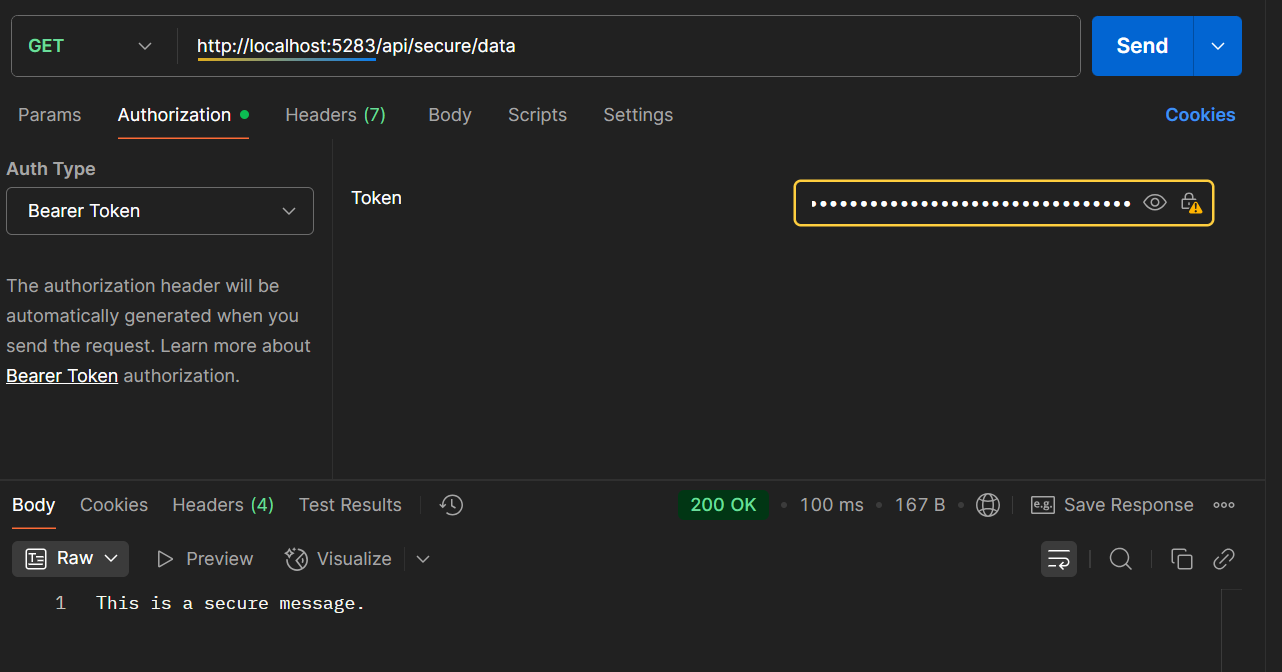 GET http://localhost:5283/api/secure/data Send
Params Authorization Headers (7) Body Scripts Settings Cookies
Auth Type
Bearer Token
The authorization header will be
automatically generated when you
send the request. Learn more about
Bearer Token authorization.
Token
Body Cookies Headers (4) Test Results 200 OK 100 ms 167 B e.g. Save Response
Raw Preview Visualize
1 This is a secure message.